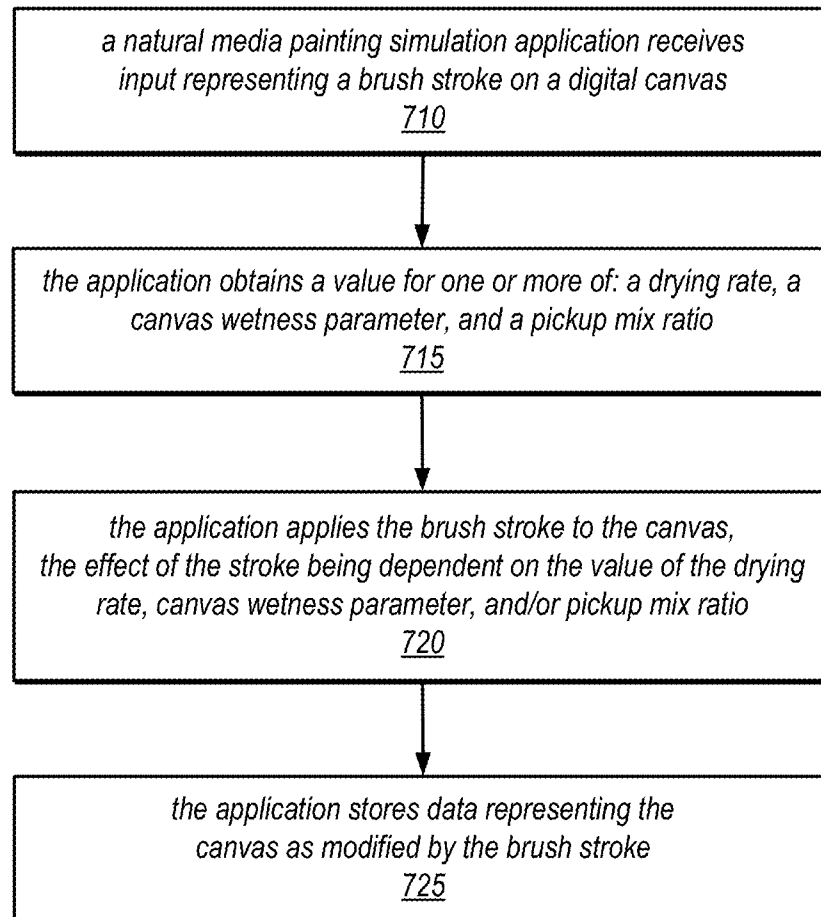 a natural media painting simulation application receives
input representing a brush stroke on a digital canvas
710
the application obtains a value for one or more of: a drying rate, a
canvas wetness parameter, and a pickup mix ratio
715
the application applies the brush stroke to the canvas,
the effect of the stroke being dependent on the value of the drying
rate, canvas wetness parameter, and/or pickup mix ratio
720
the application stores data representing the
canvas as modified by the brush stroke
725